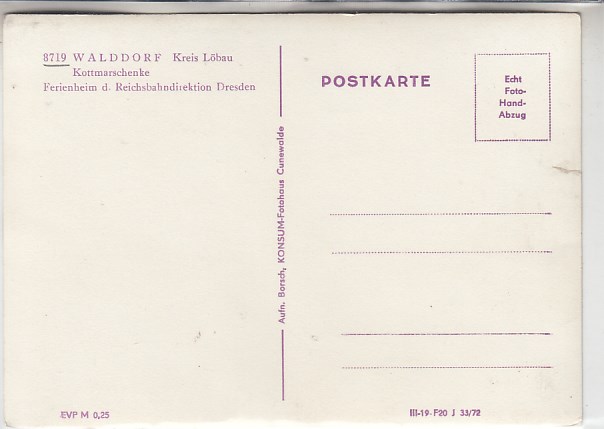 8719 WALDDORF Kreis Löbau
Kottmarschenke
Ferienheim d. Reichsbahndirektion Dresden
POSTKARTE
Echt
Foto-
Hand-
Abzug
Aufn. Borsch, KONSUM-Fotohaus Cunewalde
EVP M 0,25
III-19-F20 J 33/72